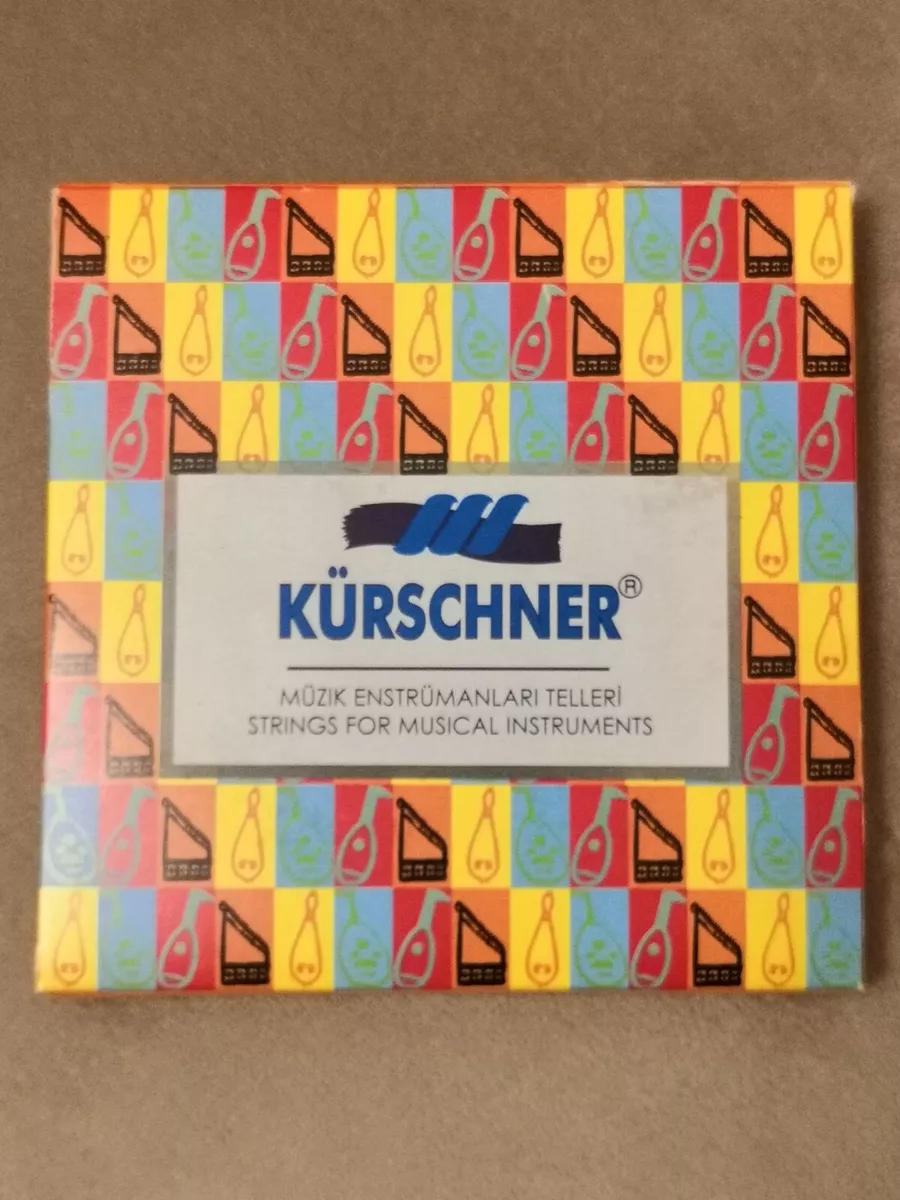 KÜRSCHNER®
MÜZIK ENSTRÜMANLARI TELLERİ
STRINGS FOR MUSICAL INSTRUMENTS